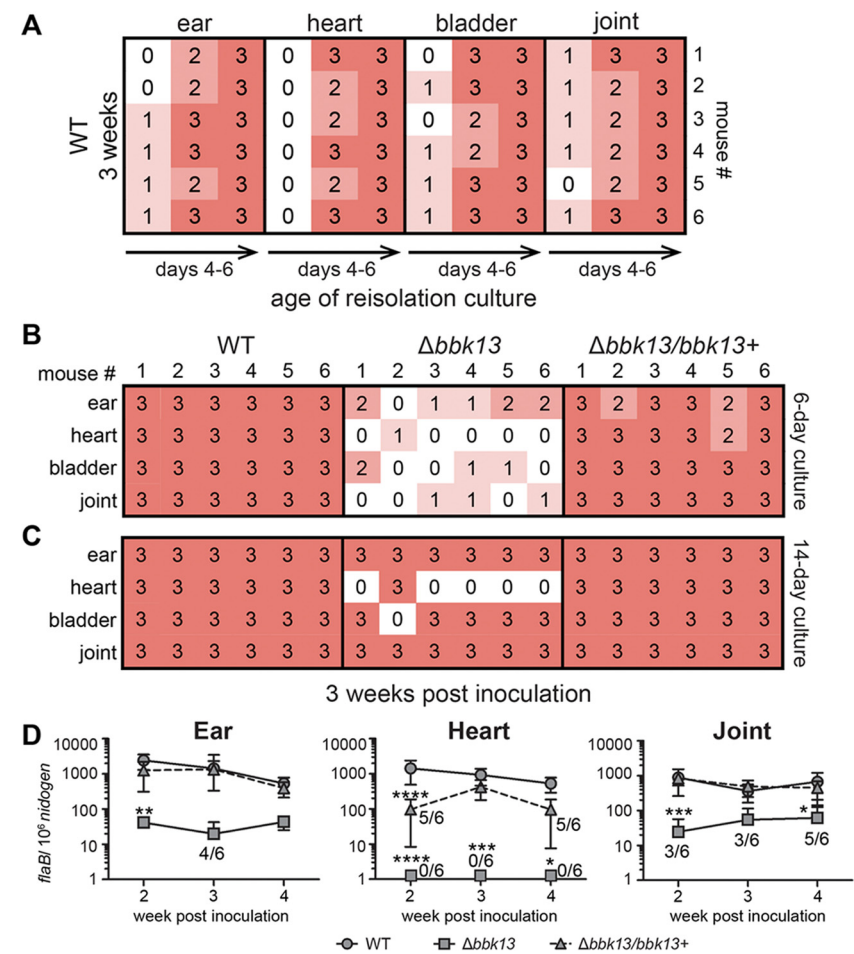 A
ear heart bladder joint
WT
3 weeks
0 2 3 0 3 3 0 3 3 1 3 3 1
0 2 3 0 2 3 1 3 3 1 2 3 2
1 3 3 0 2 3 0 2 3 1 2 3 3
1 3 3 0 3 3 1 2 3 1 2 3 4
1 2 3 0 2 3 1 3 3 0 2 3 5
1 3 3 0 3 3 1 3 3 1 3 3 6
mouse #
days 4-6 days 4-6 days 4-6 days 4-6
age of reisolation culture
B
WT Δbbk13 Δbbk13/bbk13+
mouse # 1 2 3 4 5 6 1 2 3 4 5 6 1 2 3 4 5 6
ear 3 3 3 3 3 3 2 0 1 1 2 2 3 2 3 3 2 3
heart 3 3 3 3 3 3 0 1 0 0 0 0 3 3 3 3 2 3
bladder 3 3 3 3 3 3 2 0 0 1 1 0 3 3 3 3 3 3
joint 3 3 3 3 3 3 0 0 1 1 0 1 3 3 3 3 3 3
6-day culture
C
ear 3 3 3 3 3 3 3 3 3 3 3 3 3 3 3 3 3 3
heart 3 3 3 3 3 3 0 3 0 0 0 0 3 3 3 3 3 3
bladder 3 3 3 3 3 3 3 0 3 3 3 3 3 3 3 3 3 3
joint 3 3 3 3 3 3 3 3 3 3 3 3 3 3 3 3 3 3
14-day culture
3 weeks post inoculation
D
Ear
flaB/ 10⁶ nidogen
10000
1000
100
10
1
**
4/6
2 3 4
week post inoculation
Heart
10000
1000
100
10
1
****
5/6
5/6
****
0/6
***
0/6
*
0/6
2 3 4
week post inoculation
Joint
10000
1000
100
10
1
***
*
3/6
3/6
5/6
2 3 4
week post inoculation
WT Δbbk13 Δbbk13/bbk13+